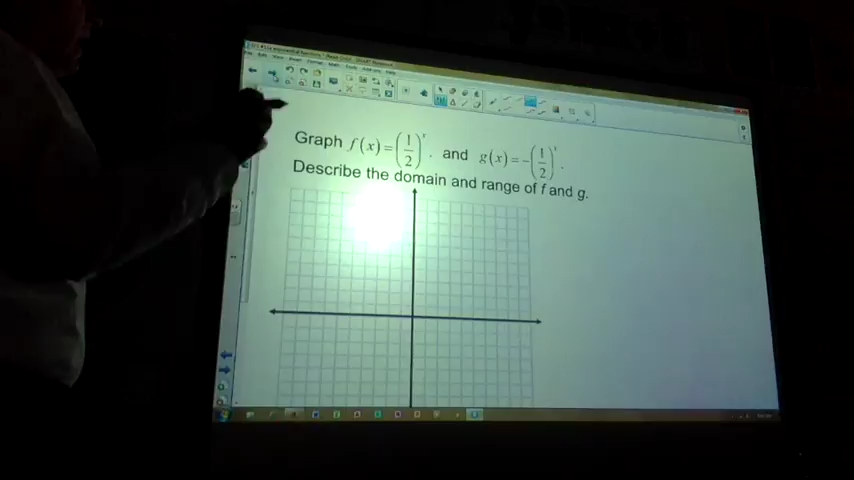 Graph f(x)=(1/2)^x. and g(x)=-(1/2)^x.
Describe the domain and range of f and g.